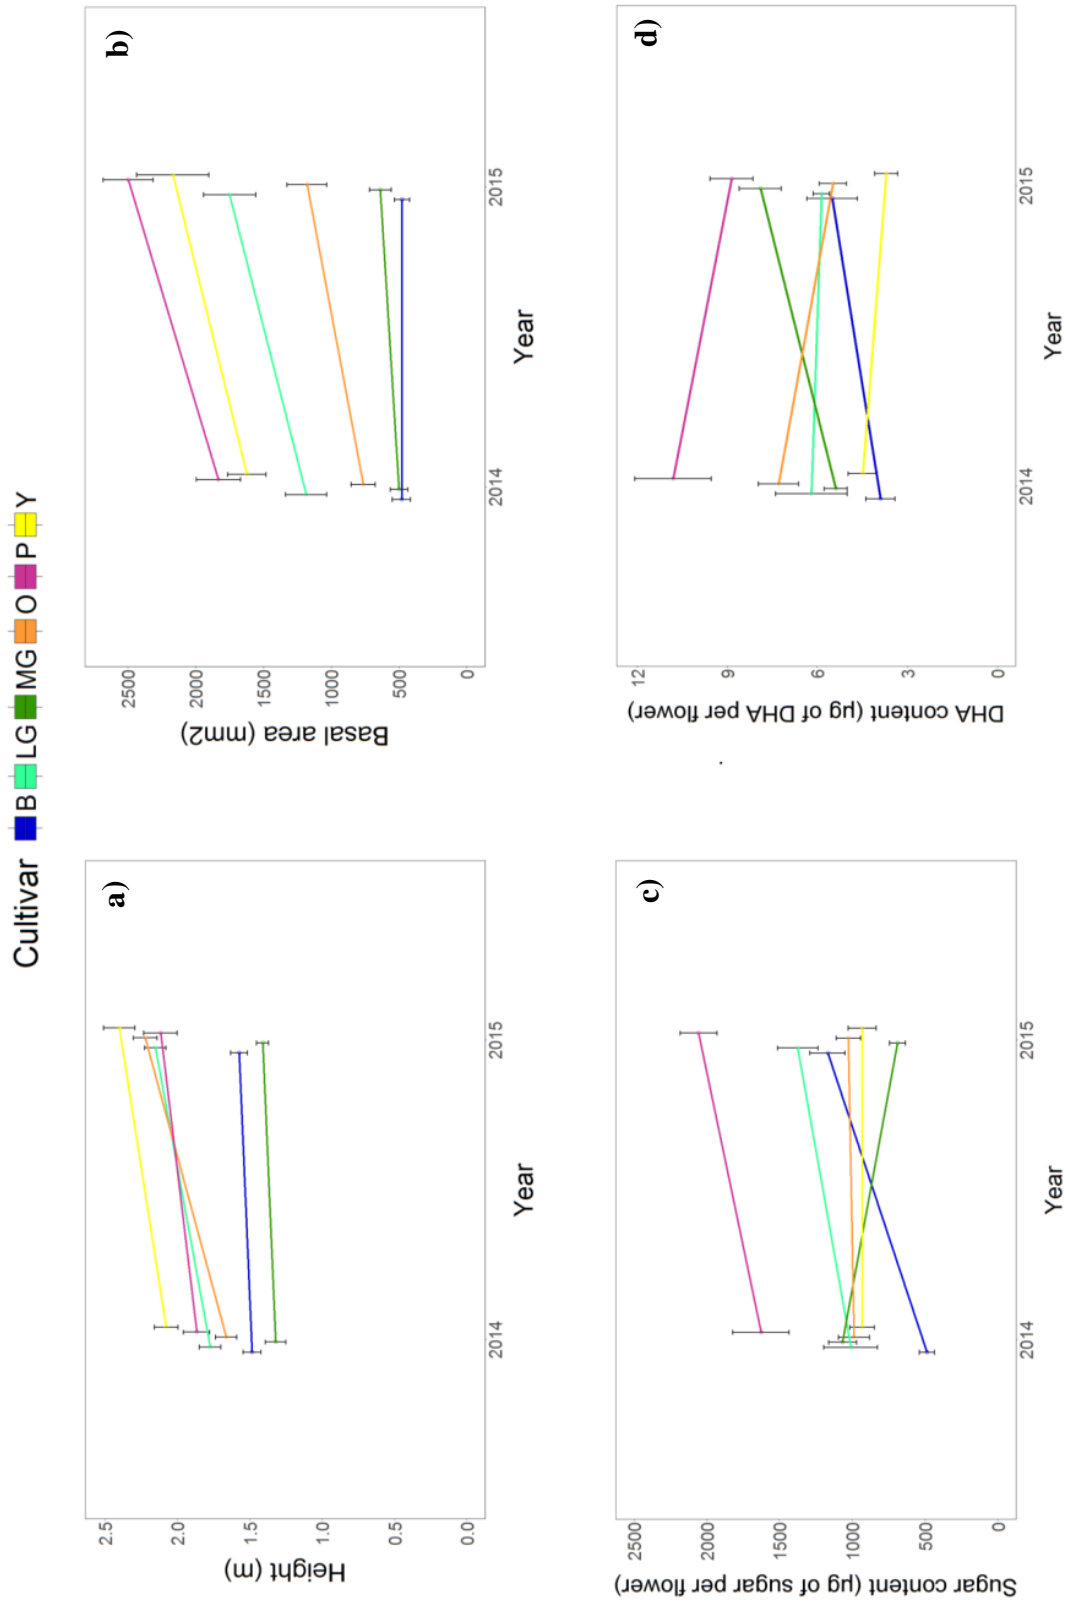 Cultivar B LG MG O P Y
a)
Height (m)
2.5
2.0
1.5
1.0
0.5
0.0
2014 2015
Year
b)
Basal area (mm2)
2500
2000
1500
1000
500
0
2014 2015
Year
c)
Sugar content (µg of sugar per flower)
2500
2000
1500
1000
500
0
2014 2015
Year
d)
DHA content (µg of DHA per flower)
12
9
6
3
0
2014 2015
Year